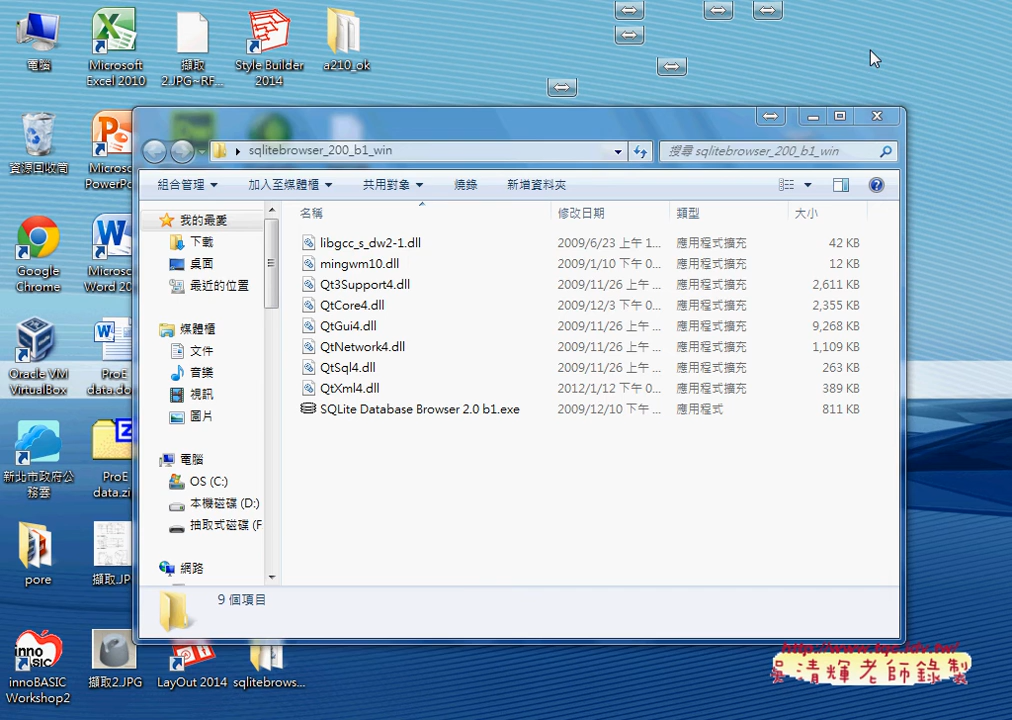 電腦
Microsoft
Excel 2010
擷取
2.JPG~RF...
Style Builder
2014
a210_ok
資源回收筒
Microso
PowerPo
Google
Chrome
Micros
Word 20
Oracle VM
VirtualBox
ProE
data.do
新北市政府公
務雲
ProE
data.zi
pore
擷取.JP
innoBASIC
Workshop2
擷取2.JPG
LayOut 2014
sqlitebrows...
sqlitebrowser_200_b1_win
搜尋 sqlitebrowser_200_b1_win
組合管理
加入至媒體櫃
共用對象
燒錄
新增資料夾
我的最愛
下載
桌面
最近的位置
媒體櫃
文件
音樂
視訊
圖片
電腦
OS (C:)
本機磁碟 (D:)
抽取式磁碟 (F
網路
名稱 修改日期 類型 大小
libgcc_s_dw2-1.dll 2009/6/23 上午 1... 應用程式擴充 42 KB
mingwm10.dll 2009/1/10 下午 0... 應用程式擴充 12 KB
Qt3Support4.dll 2009/11/26 上午 ... 應用程式擴充 2,611 KB
QtCore4.dll 2009/12/3 下午 0... 應用程式擴充 2,355 KB
QtGui4.dll 2009/11/26 上午 ... 應用程式擴充 9,268 KB
QtNetwork4.dll 2009/11/26 上午 ... 應用程式擴充 1,109 KB
QtSql4.dll 2009/11/26 上午 ... 應用程式擴充 263 KB
QtXml4.dll 2012/1/12 下午 0... 應用程式擴充 389 KB
SQLite Database Browser 2.0 b1.exe 2009/12/10 下午 ... 應用程式 811 KB
9 個項目
吳清輝老師錄製